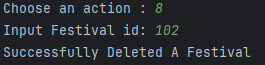 Choose an action : 8
Input Festival id: 102
Successfully Deleted A Festival